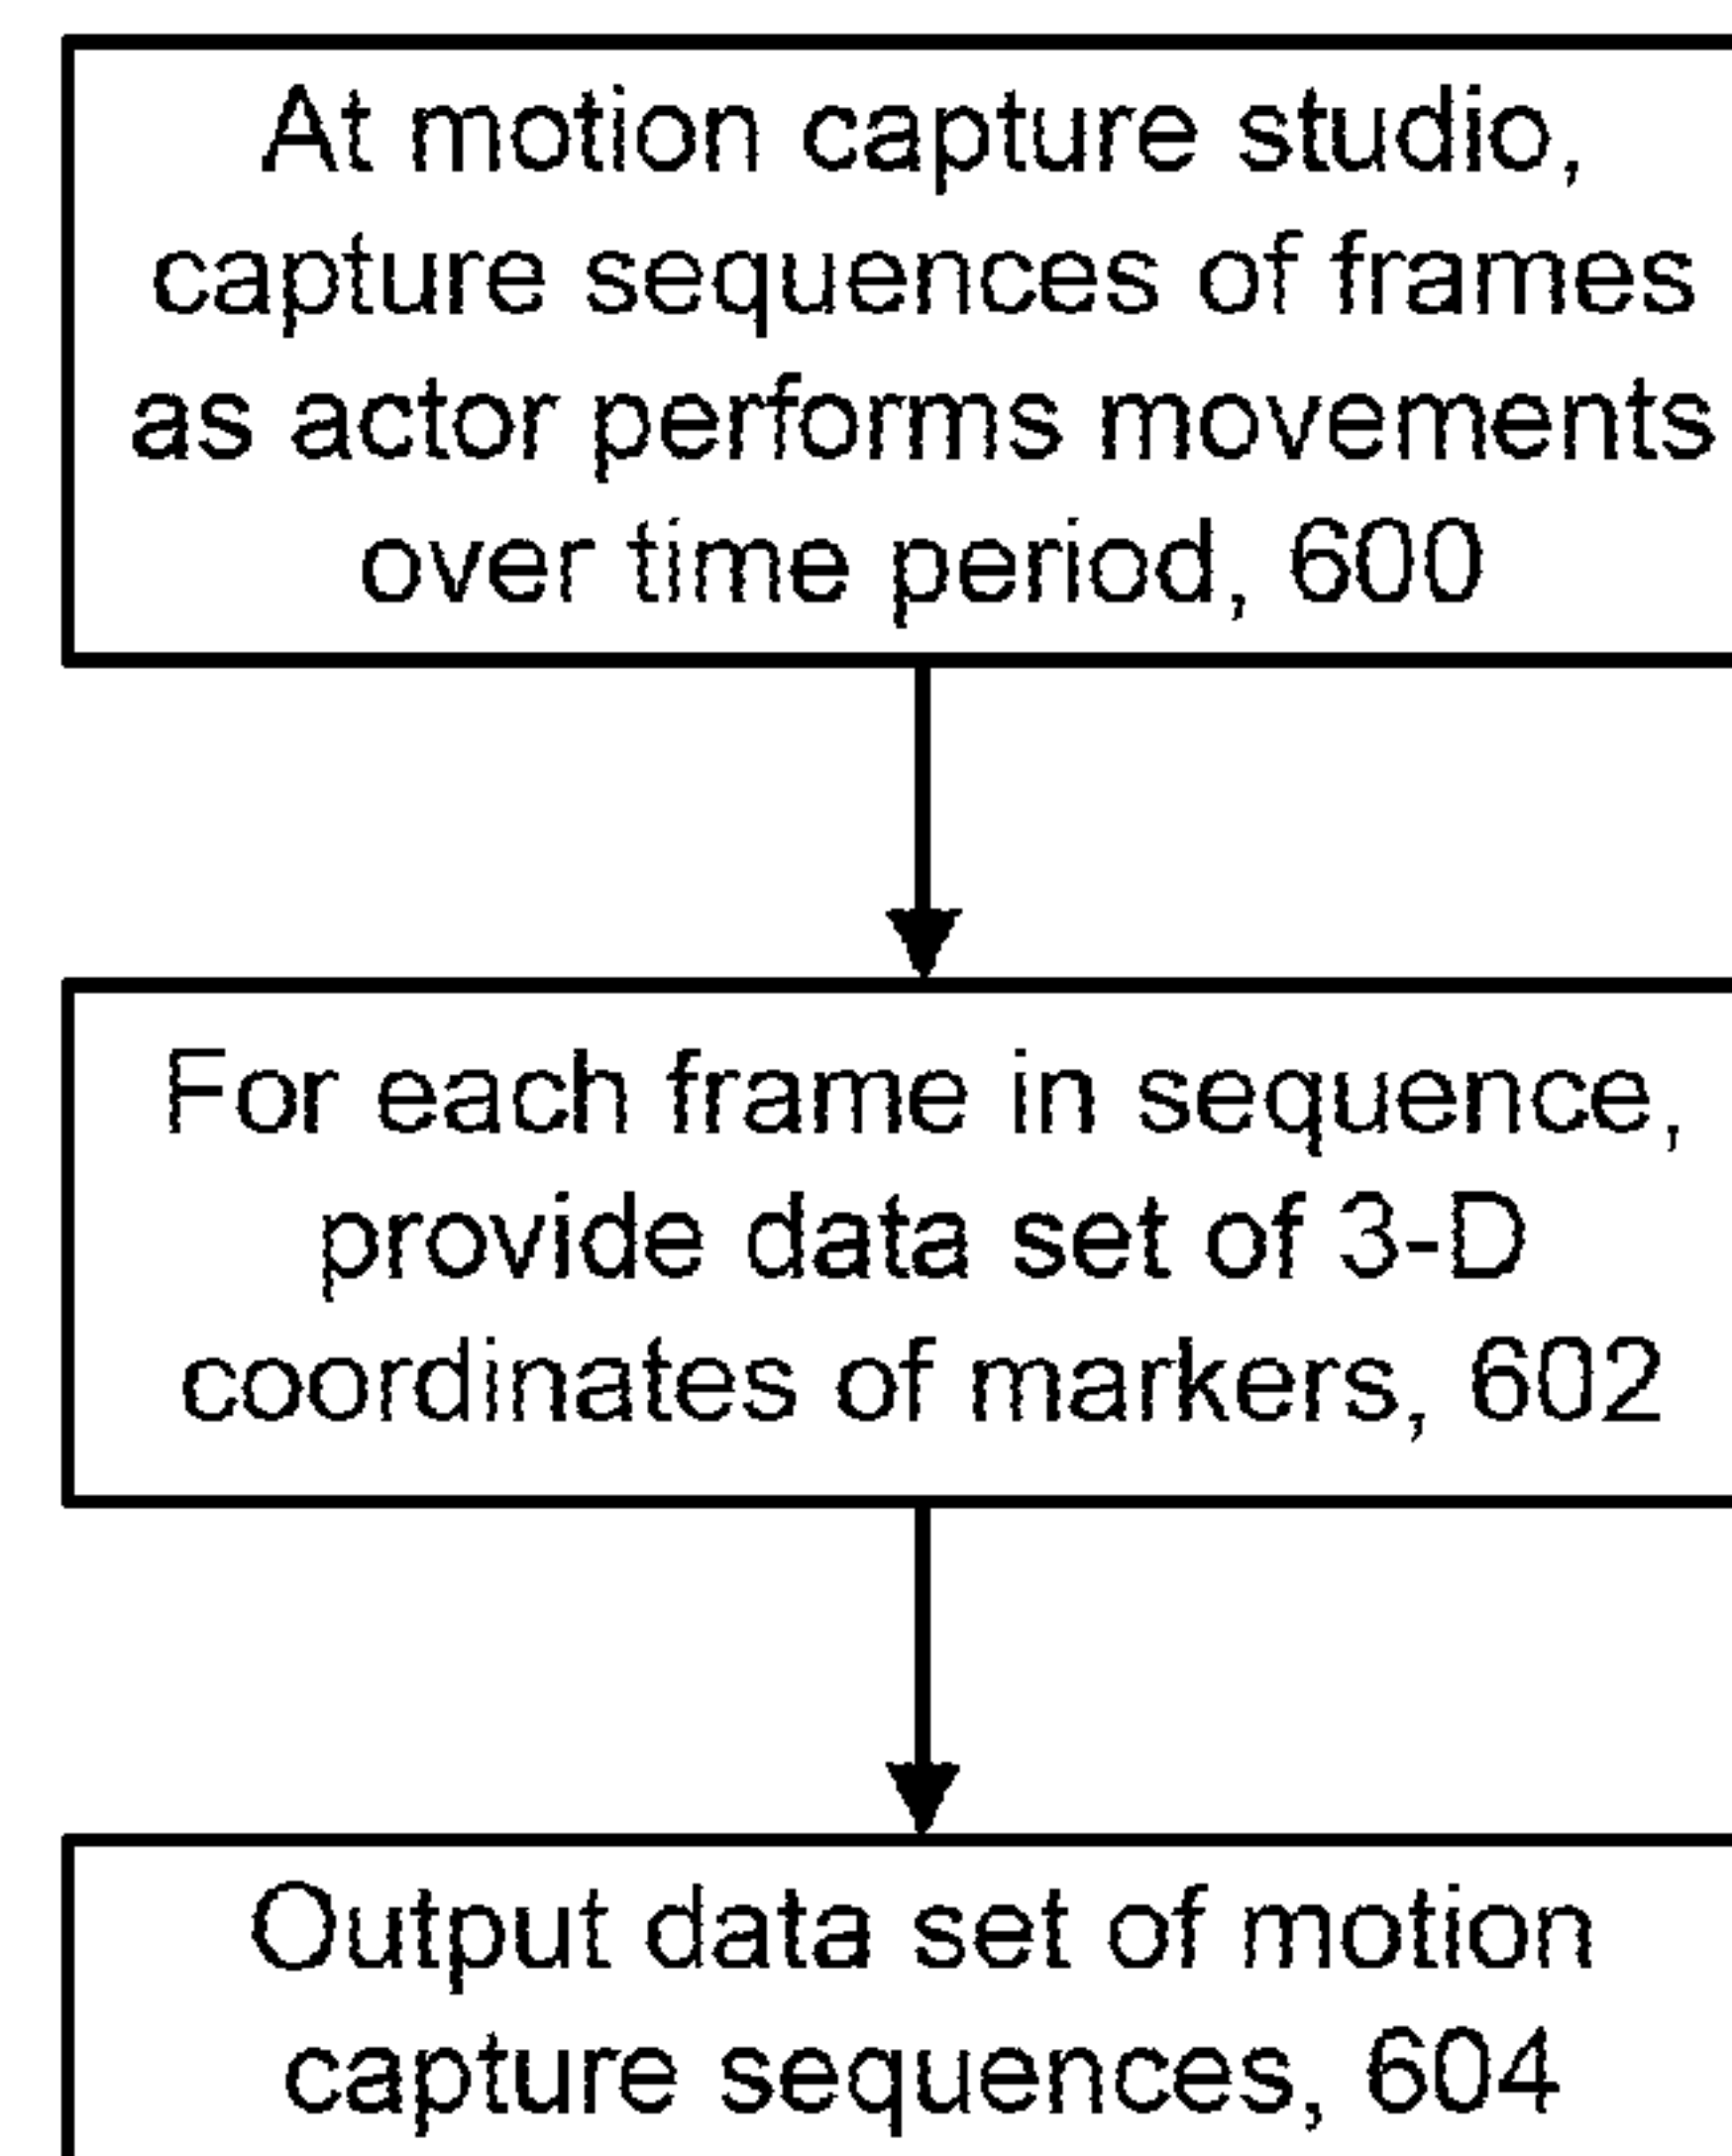 At motion capture studio,
capture sequences of frames
as actor performs movements
over time period, 600
For each frame in sequence,
provide data set of 3-D
coordinates of markers, 602
Output data set of motion
capture sequences, 604